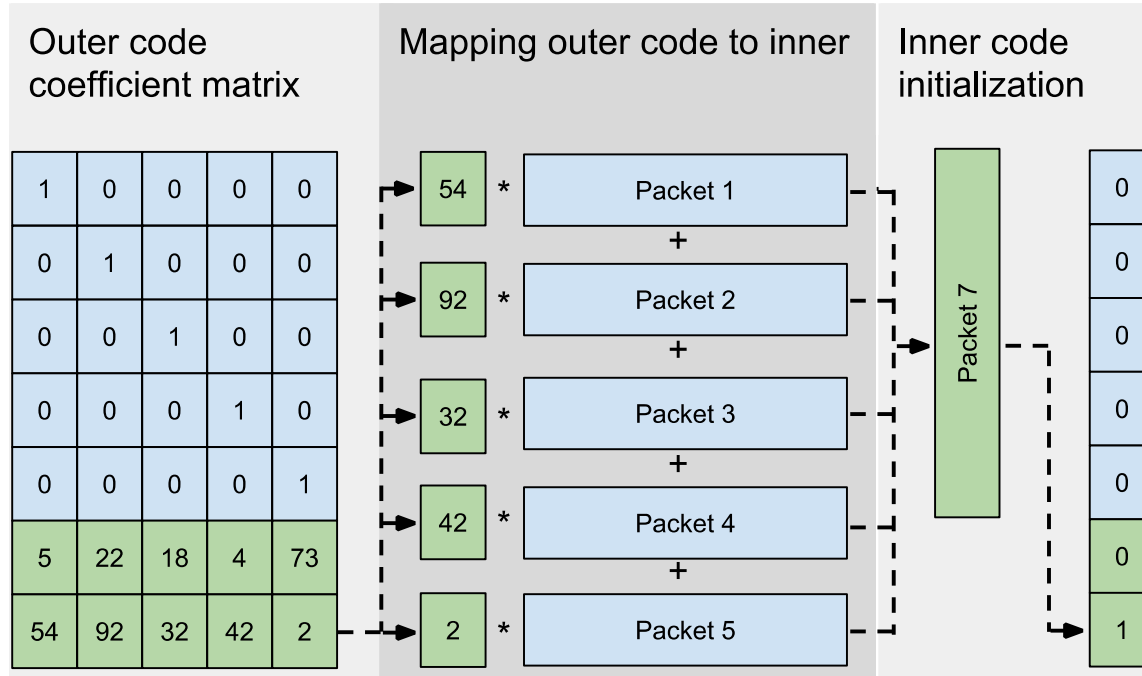 Outer code
coefficient matrix
Mapping outer code to inner
Inner code
initialization
1 0 0 0 0
0 1 0 0 0
0 0 1 0 0
0 0 0 1 0
0 0 0 0 1
5 22 18 4 73
54 92 32 42 2
54 * Packet 1
+
92 * Packet 2
+
32 * Packet 3
+
42 * Packet 4
+
2 * Packet 5
Packet 7
0
0
0
0
0
0
1